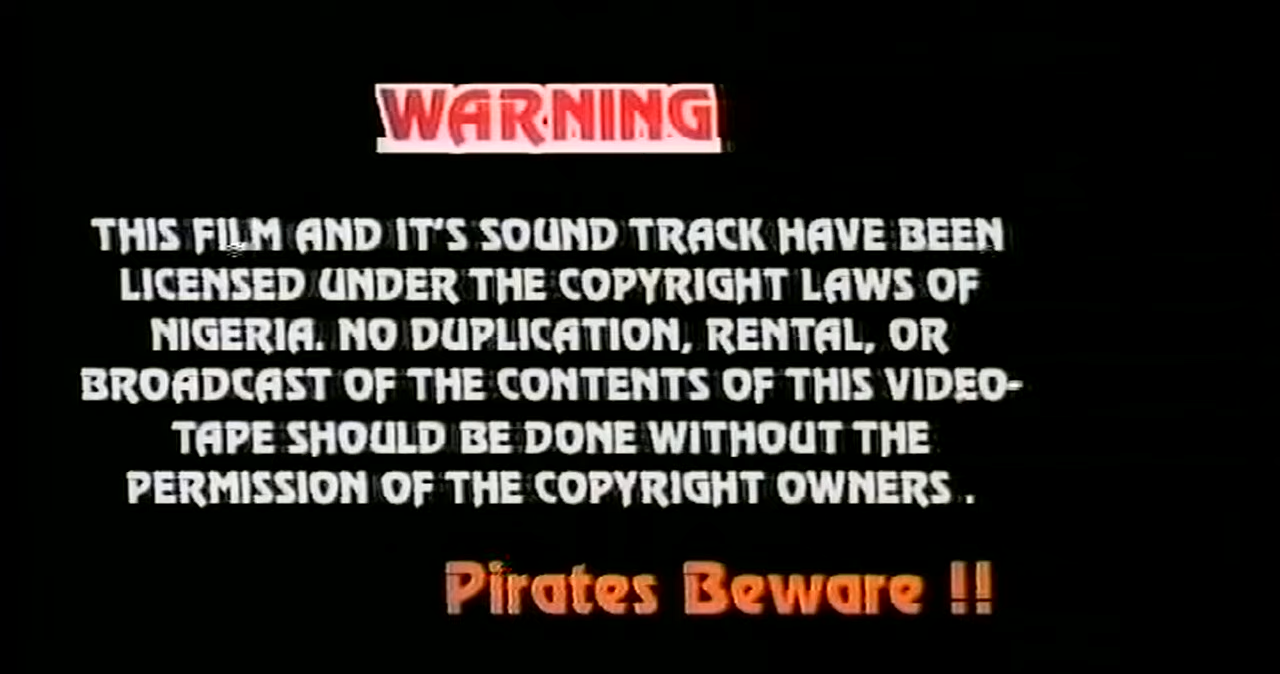 WARNING
THIS FILM AND IT'S SOUND TRACK HAVE BEEN
LICENSED UNDER THE COPYRIGHT LAWS OF
NIGERIA. NO DUPLICATION, RENTAL, OR
BROADCAST OF THE CONTENTS OF THIS VIDEO-
TAPE SHOULD BE DONE WITHOUT THE
PERMISSION OF THE COPYRIGHT OWNERS .
Pirates Beware !!